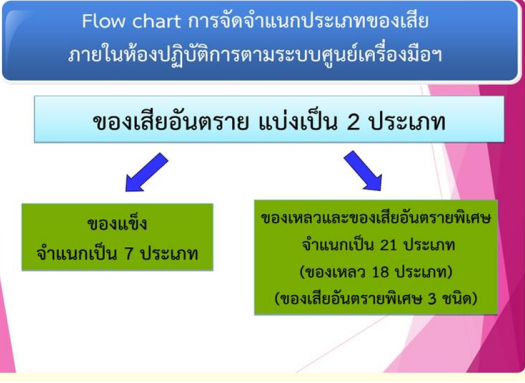 Flow chart การจัดจำแนกประเภทของเสีย
ภายในห้องปฏิบัติการตามระบบศูนย์เครื่องมือฯ
ของเสียอันตราย แบ่งเป็น 2 ประเภท
ของแข็ง
จำแนกเป็น 7 ประเภท
ของเหลวและของเสียอันตรายพิเศษ
จำแนกเป็น 21 ประเภท
(ของเหลว 18 ประเภท)
(ของเสียอันตรายพิเศษ 3 ชนิด)